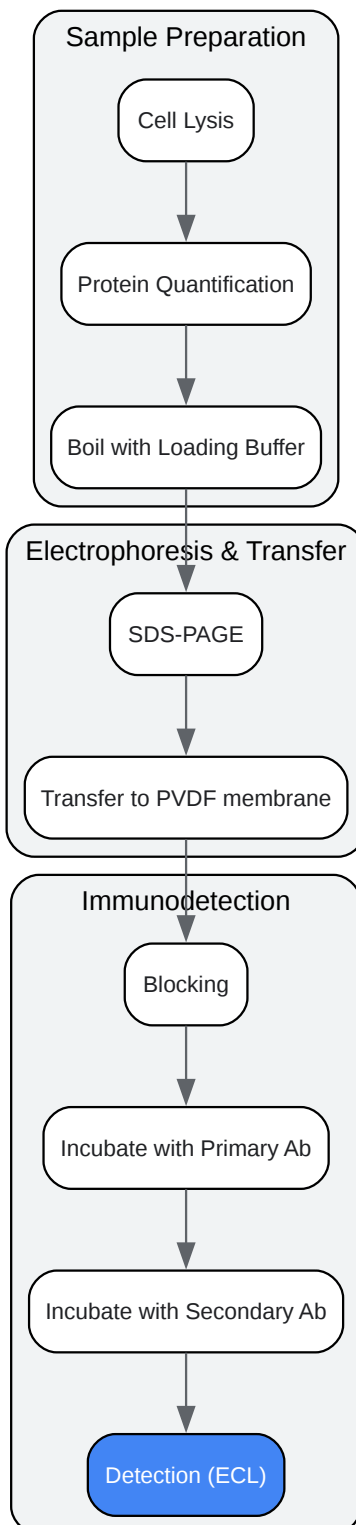 Sample Preparation
Cell Lysis
Protein Quantification
Boil with Loading Buffer
Electrophoresis & Transfer
SDS-PAGE
Transfer to PVDF membrane
Immunodetection
Blocking
Incubate with Primary Ab
Incubate with Secondary Ab
Detection (ECL)